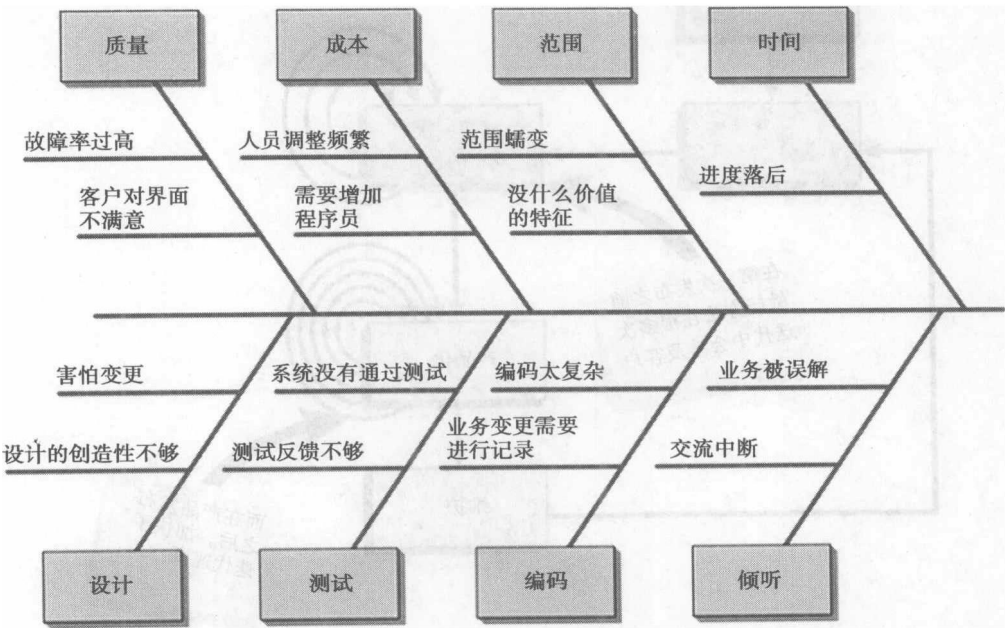 质量
成本
范围
时间
故障率过高
人员调整频繁
范围蠕变
进度落后
客户对界面
不满意
需要增加
程序员
没什么价值
的特征
害怕变更
系统没有通过测试
编码太复杂
业务被误解
设计的创造性不够
测试反馈不够
业务变更需要
进行记录
交流中断
设计
测试
编码
倾听